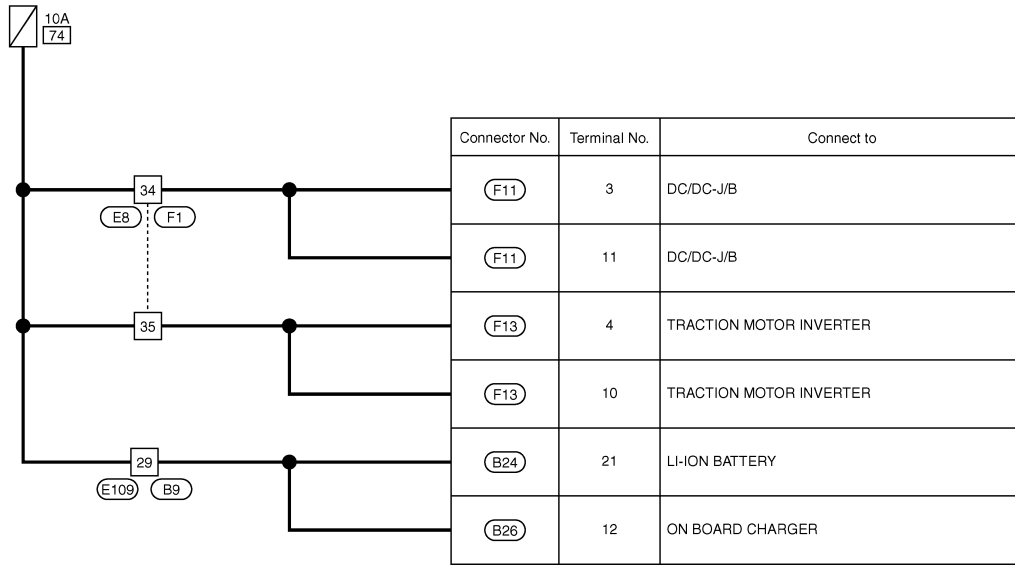 10A
74
Connector No. Terminal No. Connect to
34 F11 3 DC/DC-J/B
E8 F1
F11 11 DC/DC-J/B
35 F13 4 TRACTION MOTOR INVERTER
F13 10 TRACTION MOTOR INVERTER
29 B24 21 LI-ION BATTERY
E109 B9
B26 12 ON BOARD CHARGER